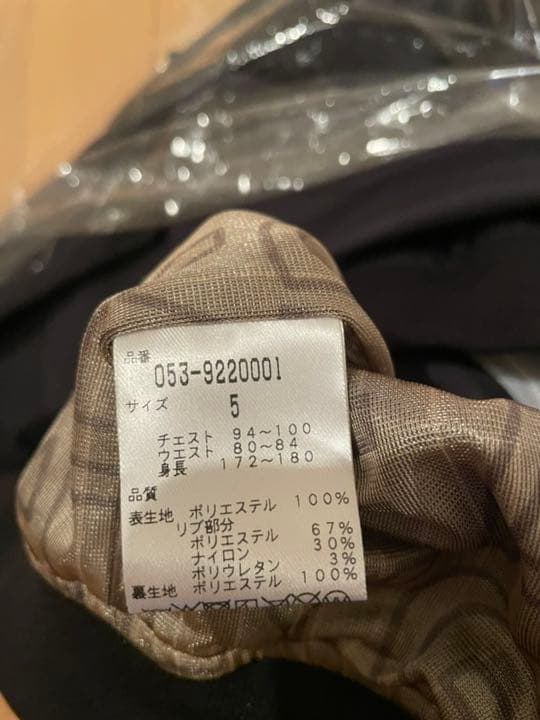 品番
053-9220001
サイズ 5
チェスト 94~100
ウエスト 80~84
身長 172~180
品質
表生地 ポリエステル 100%
リブ部分
ポリエステル 67%
ナイロン 30%
ポリウレタン 3%
裏生地 ポリエステル 100%